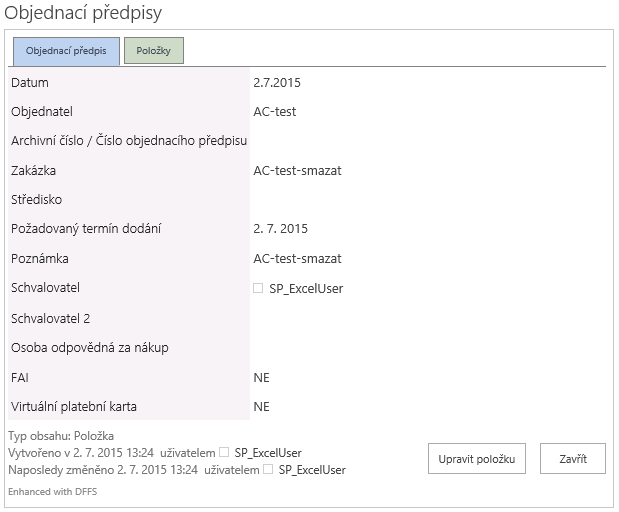 Objednací předpisy
Objednací předpis Položky
Datum 2.7.2015
Objednatel AC-test
Archivní číslo / Číslo objednacího předpisu
Zakázka AC-test-smazat
Středisko
Požadovaný termín dodání 2. 7. 2015
Poznámka AC-test-smazat
Schvalovatel SP_ExcelUser
Schvalovatel 2
Osoba odpovědná za nákup
FAI NE
Virtuální platební karta NE
Typ obsahu: Položka
Vytvořeno v 2. 7. 2015 13:24 uživatelem SP_ExcelUser
Naposledy změněno 2. 7. 2015 13:24 uživatelem SP_ExcelUser
Upravit položku Zavřít
Enhanced with DFFS